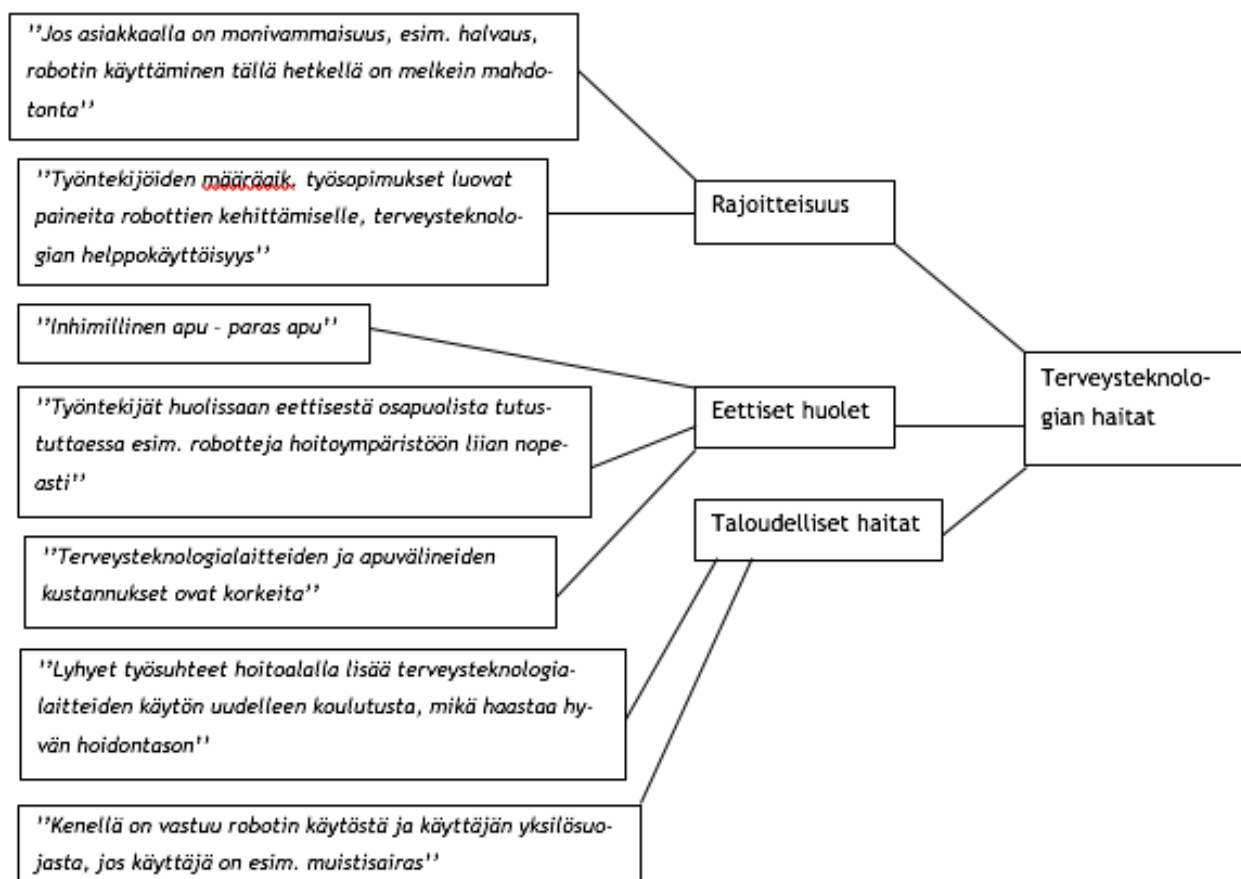 ’’Jos asiakkaalla on monivammaisuus, esim. halvaus,
robotin käyttäminen tällä hetkellä on melkein mahdo-
tonta’’
’’Työntekijöiden määräaik. työsopimukset luovat
paineita robottien kehittämiselle, terveysteknolo-
gian helppokäyttöisyys’’
’’Inhimillinen apu – paras apu’’
’’Työntekijät huolissaan eettisestä osapuolista tutus-
tuttaessa esim. robotteja hoitoympäristöön liian nope-
asti’’
’’Terveysteknologialaitteiden ja apuvälineiden
kustannukset ovat korkeita’’
’’Lyhyet työsuhteet hoitoalalla lisää terveysteknologia-
laitteiden käytön uudelleen koulutusta, mikä haastaa hy-
vän hoidontason’’
’’Kenellä on vastuu robotin käytöstä ja käyttäjän yksilösuo-
jasta, jos käyttäjä on esim. muistisairas’’
Rajoitteisuus
Eettiset huolet
Taloudelliset haitat
Terveysteknolo-
gian haitat